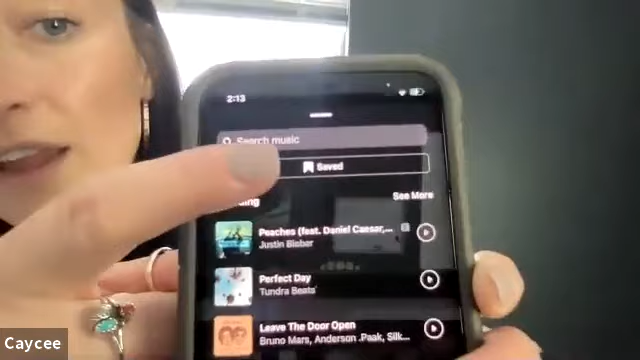 2:13
Search music
Saved
See More
Peaches (feat. Daniel Caesar,...
Justin Bieber
Perfect Day
Tundra Beats
Leave The Door Open
Bruno Mars, Anderson .Paak, Silk...
Caycee